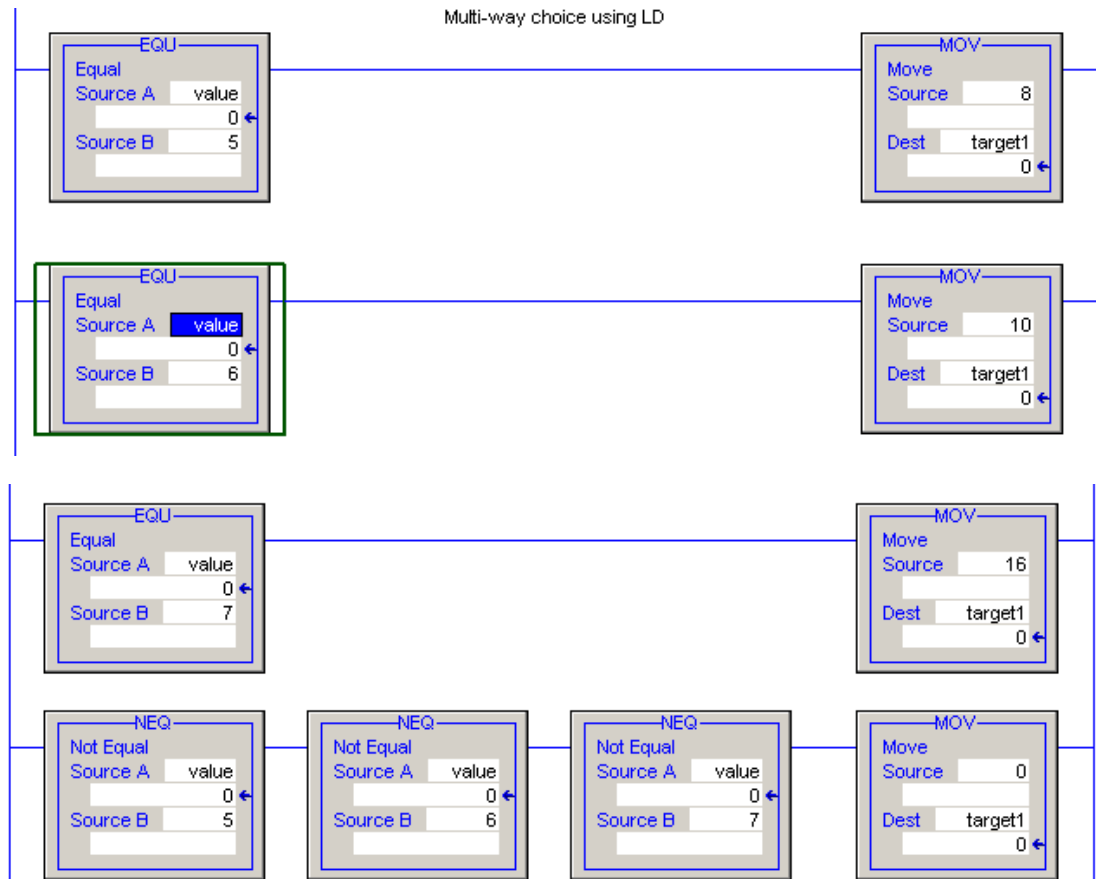 Multi-way choice using LD
EQU
Equal
Source A value
0
Source B 5
MOV
Move
Source 8
Dest target1
0
EQU
Equal
Source A value
0
Source B 6
MOV
Move
Source 10
Dest target1
0
EQU
Equal
Source A value
0
Source B 7
MOV
Move
Source 16
Dest target1
0
NEQ
Not Equal
Source A value
0
Source B 5
NEQ
Not Equal
Source A value
0
Source B 6
NEQ
Not Equal
Source A value
0
Source B 7
MOV
Move
Source 0
Dest target1
0